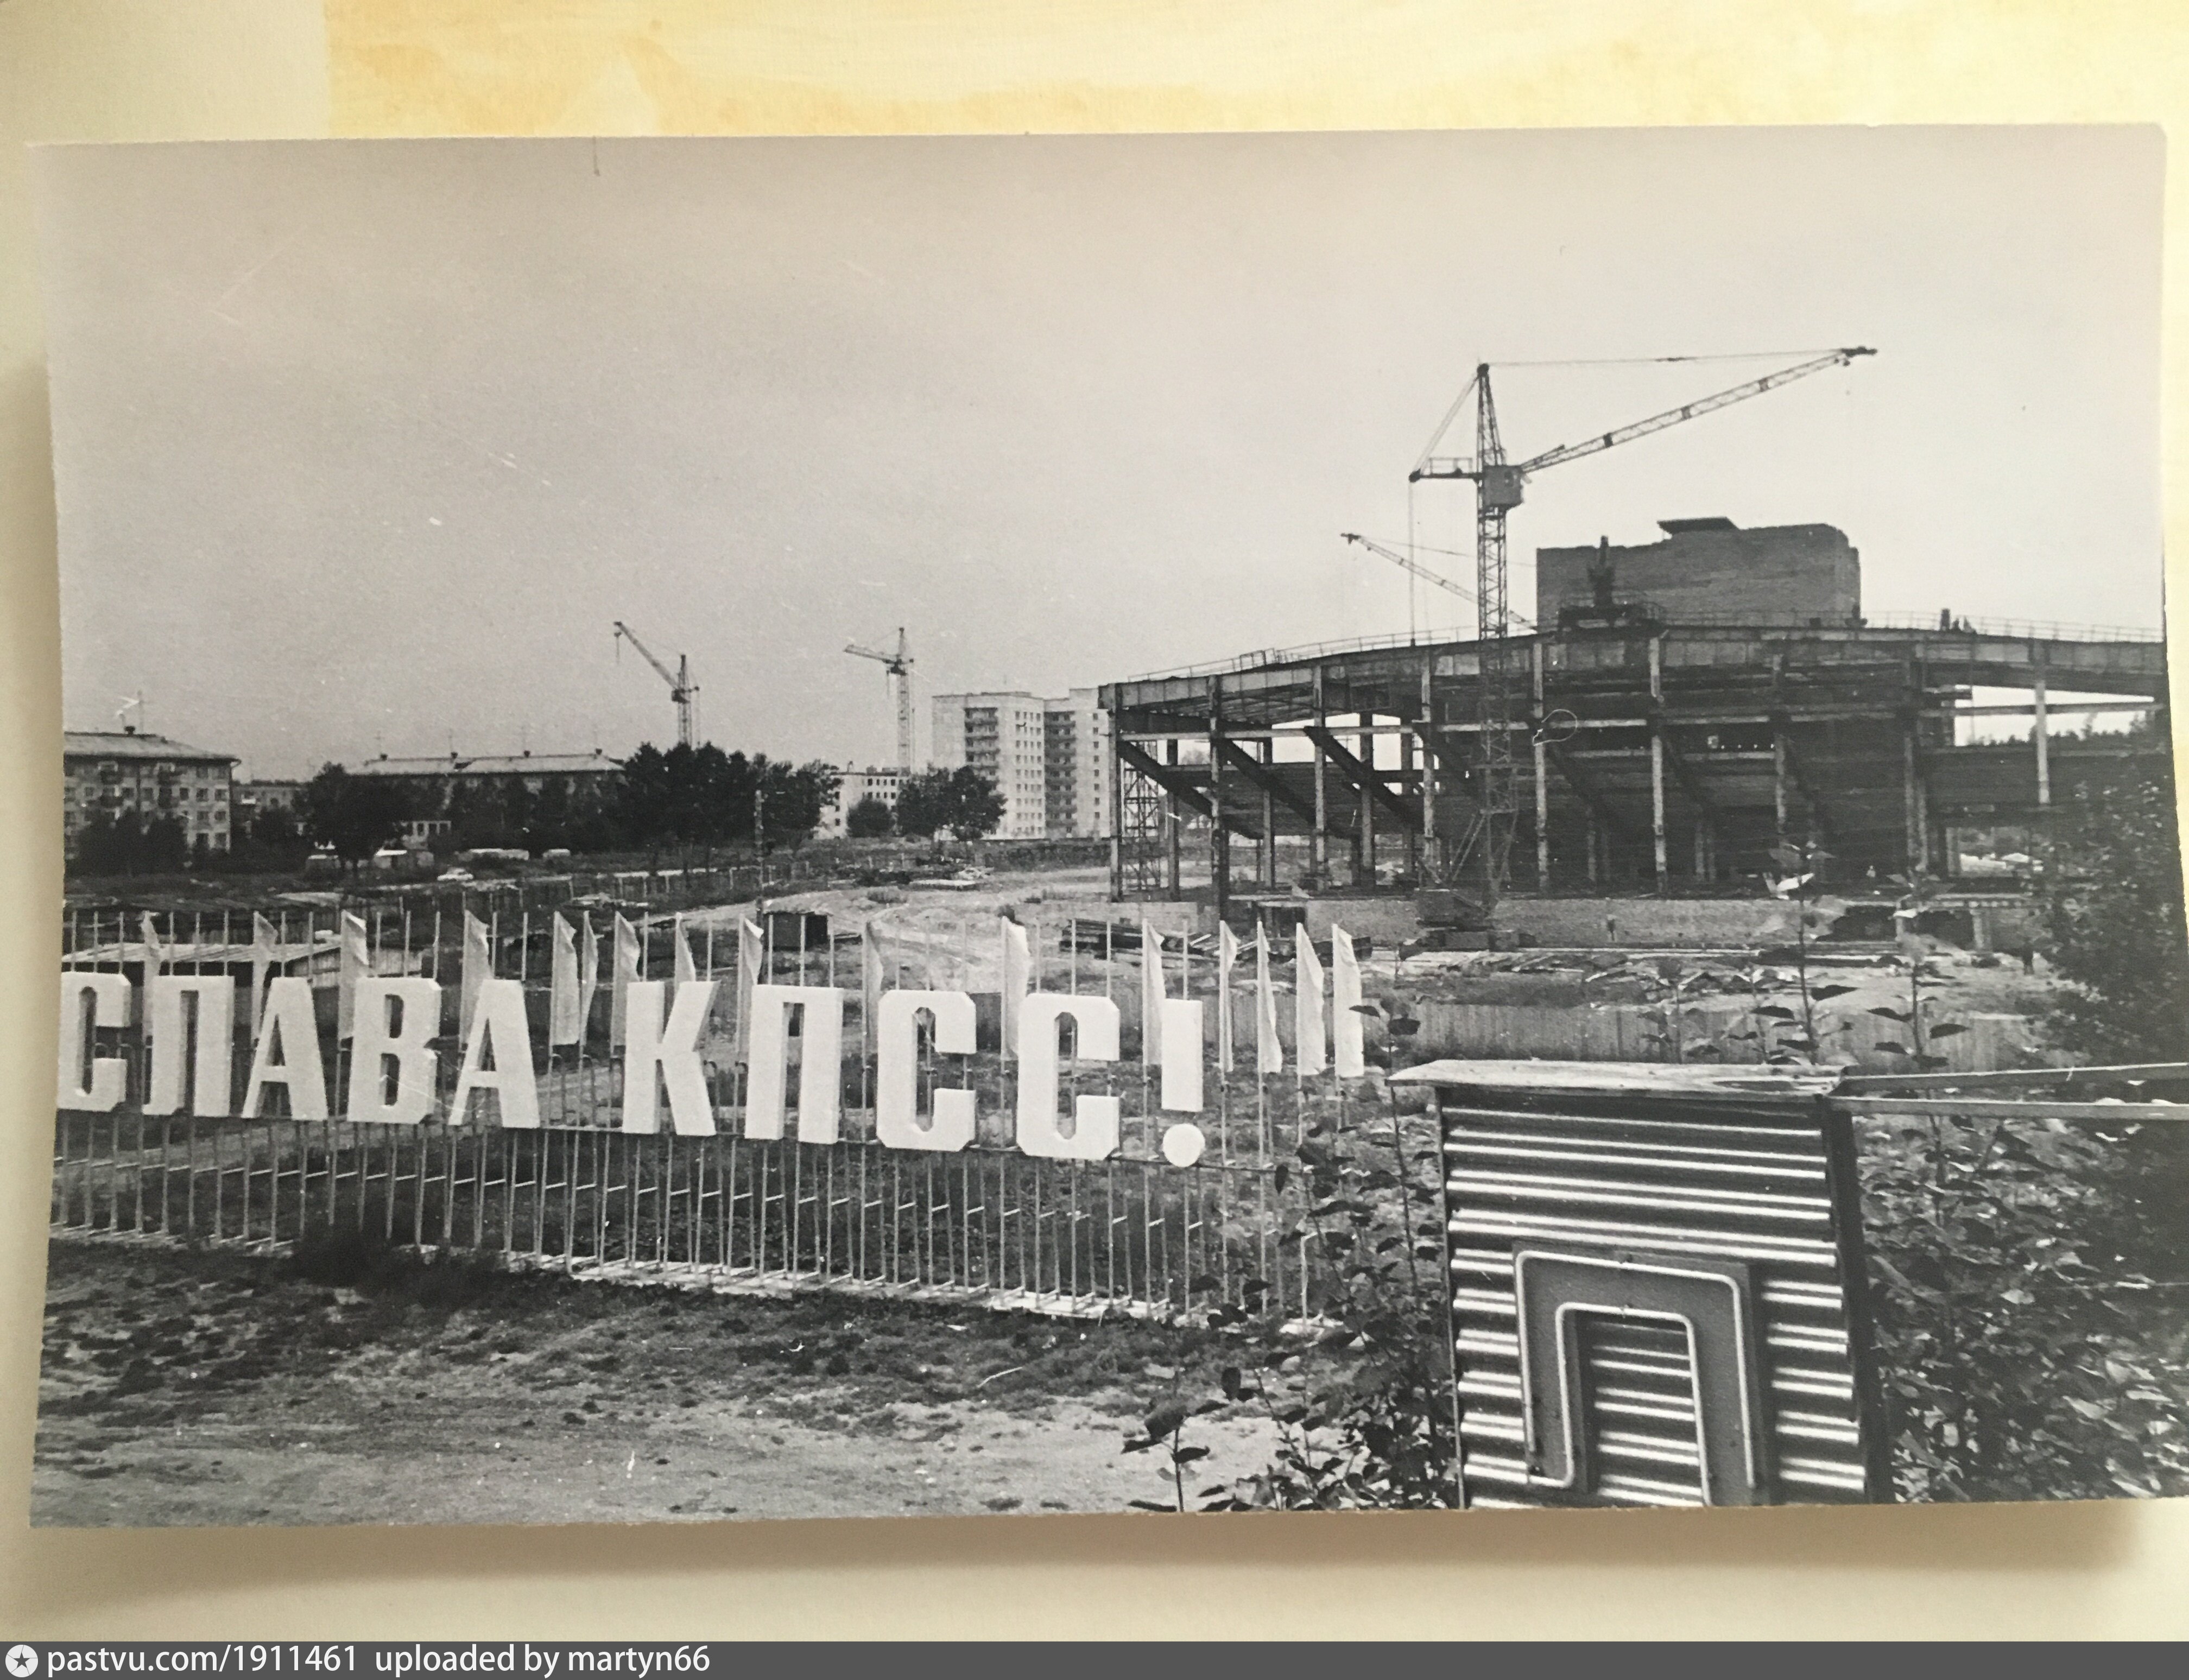 СЛАВА КПСС!
П
pastvu.com/1911461 uploaded by martyn66